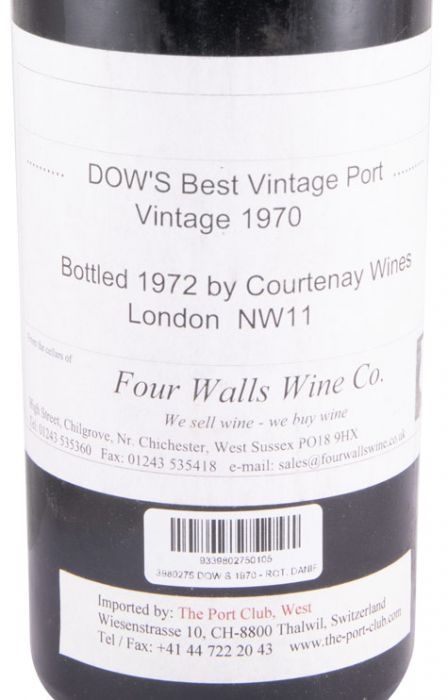 DOW'S Best Vintage Port
Vintage 1970
Bottled 1972 by Courtenay Wines
London NW11
From the cellars of
Four Walls Wine Co.
We sell wine - we buy wine
High Street, Chilgrove, Nr. Chichester, West Sussex PO18 9HX
Tel: 01243 535360 Fax: 01243 535418 e-mail: sales@fourwallswine.co.uk
9339802750105
3980275 DOW S 1970 - ROT. DANIF
Imported by: The Port Club, West
Wiesenstrasse 10, CH-8800 Thalwil, Switzerland
Tel / Fax: +41 44 722 20 43 www.the-port-club.com